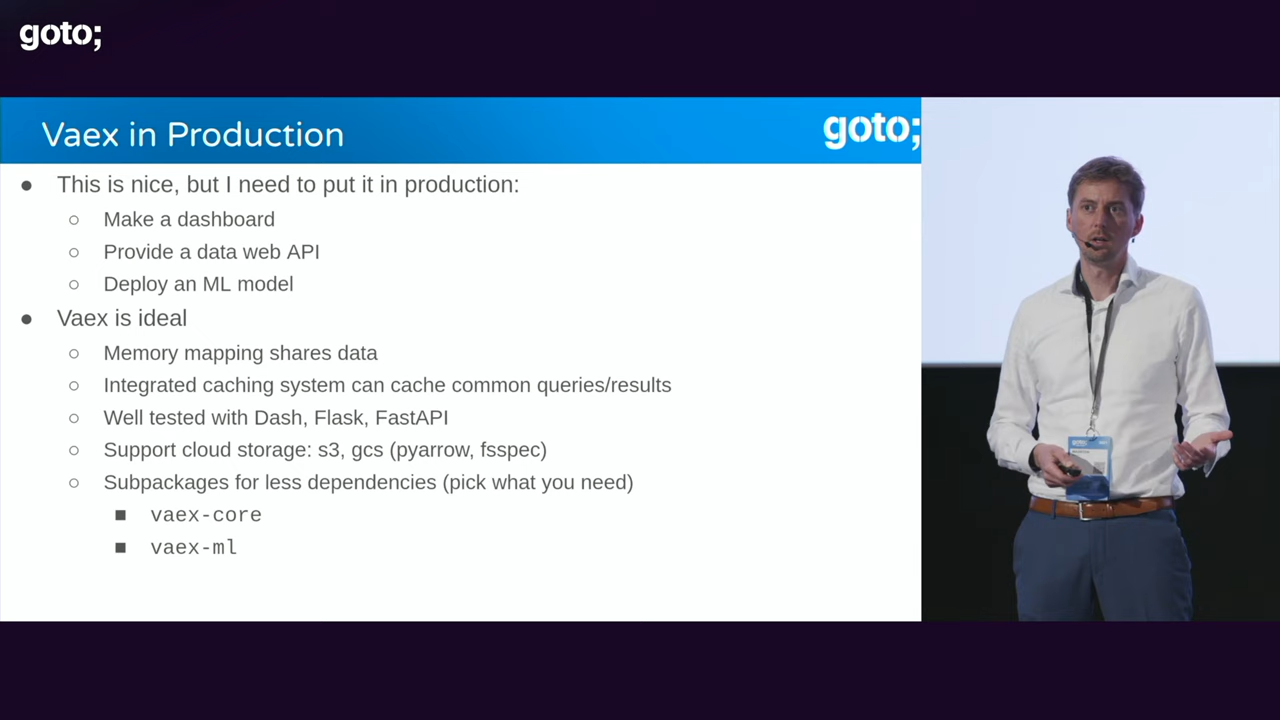 goto;
Vaex in Production
goto;
● This is nice, but I need to put it in production:
○ Make a dashboard
○ Provide a data web API
○ Deploy an ML model
● Vaex is ideal
○ Memory mapping shares data
○ Integrated caching system can cache common queries/results
○ Well tested with Dash, Flask, FastAPI
○ Support cloud storage: s3, gcs (pyarrow, fsspec)
○ Subpackages for less dependencies (pick what you need)
■ vaex-core
■ vaex-ml
goto;